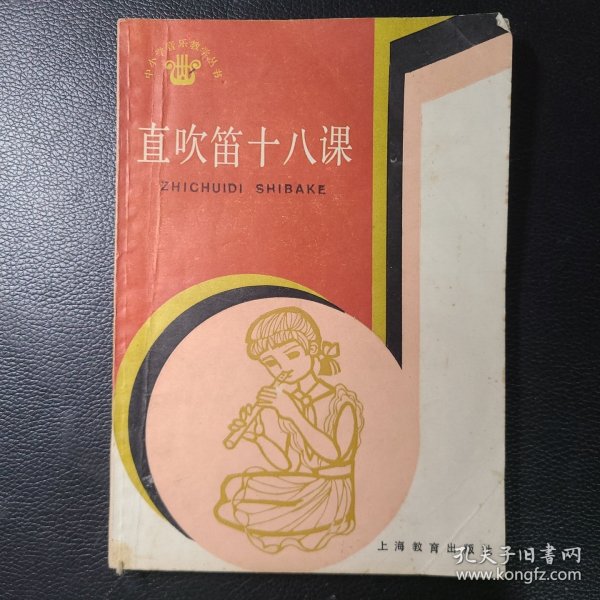 中小学音乐教学丛书
直吹笛十八课
ZHICHUIDI SHIBAKE
上海教育出版社
孔夫子旧书网
www.kongfz.com